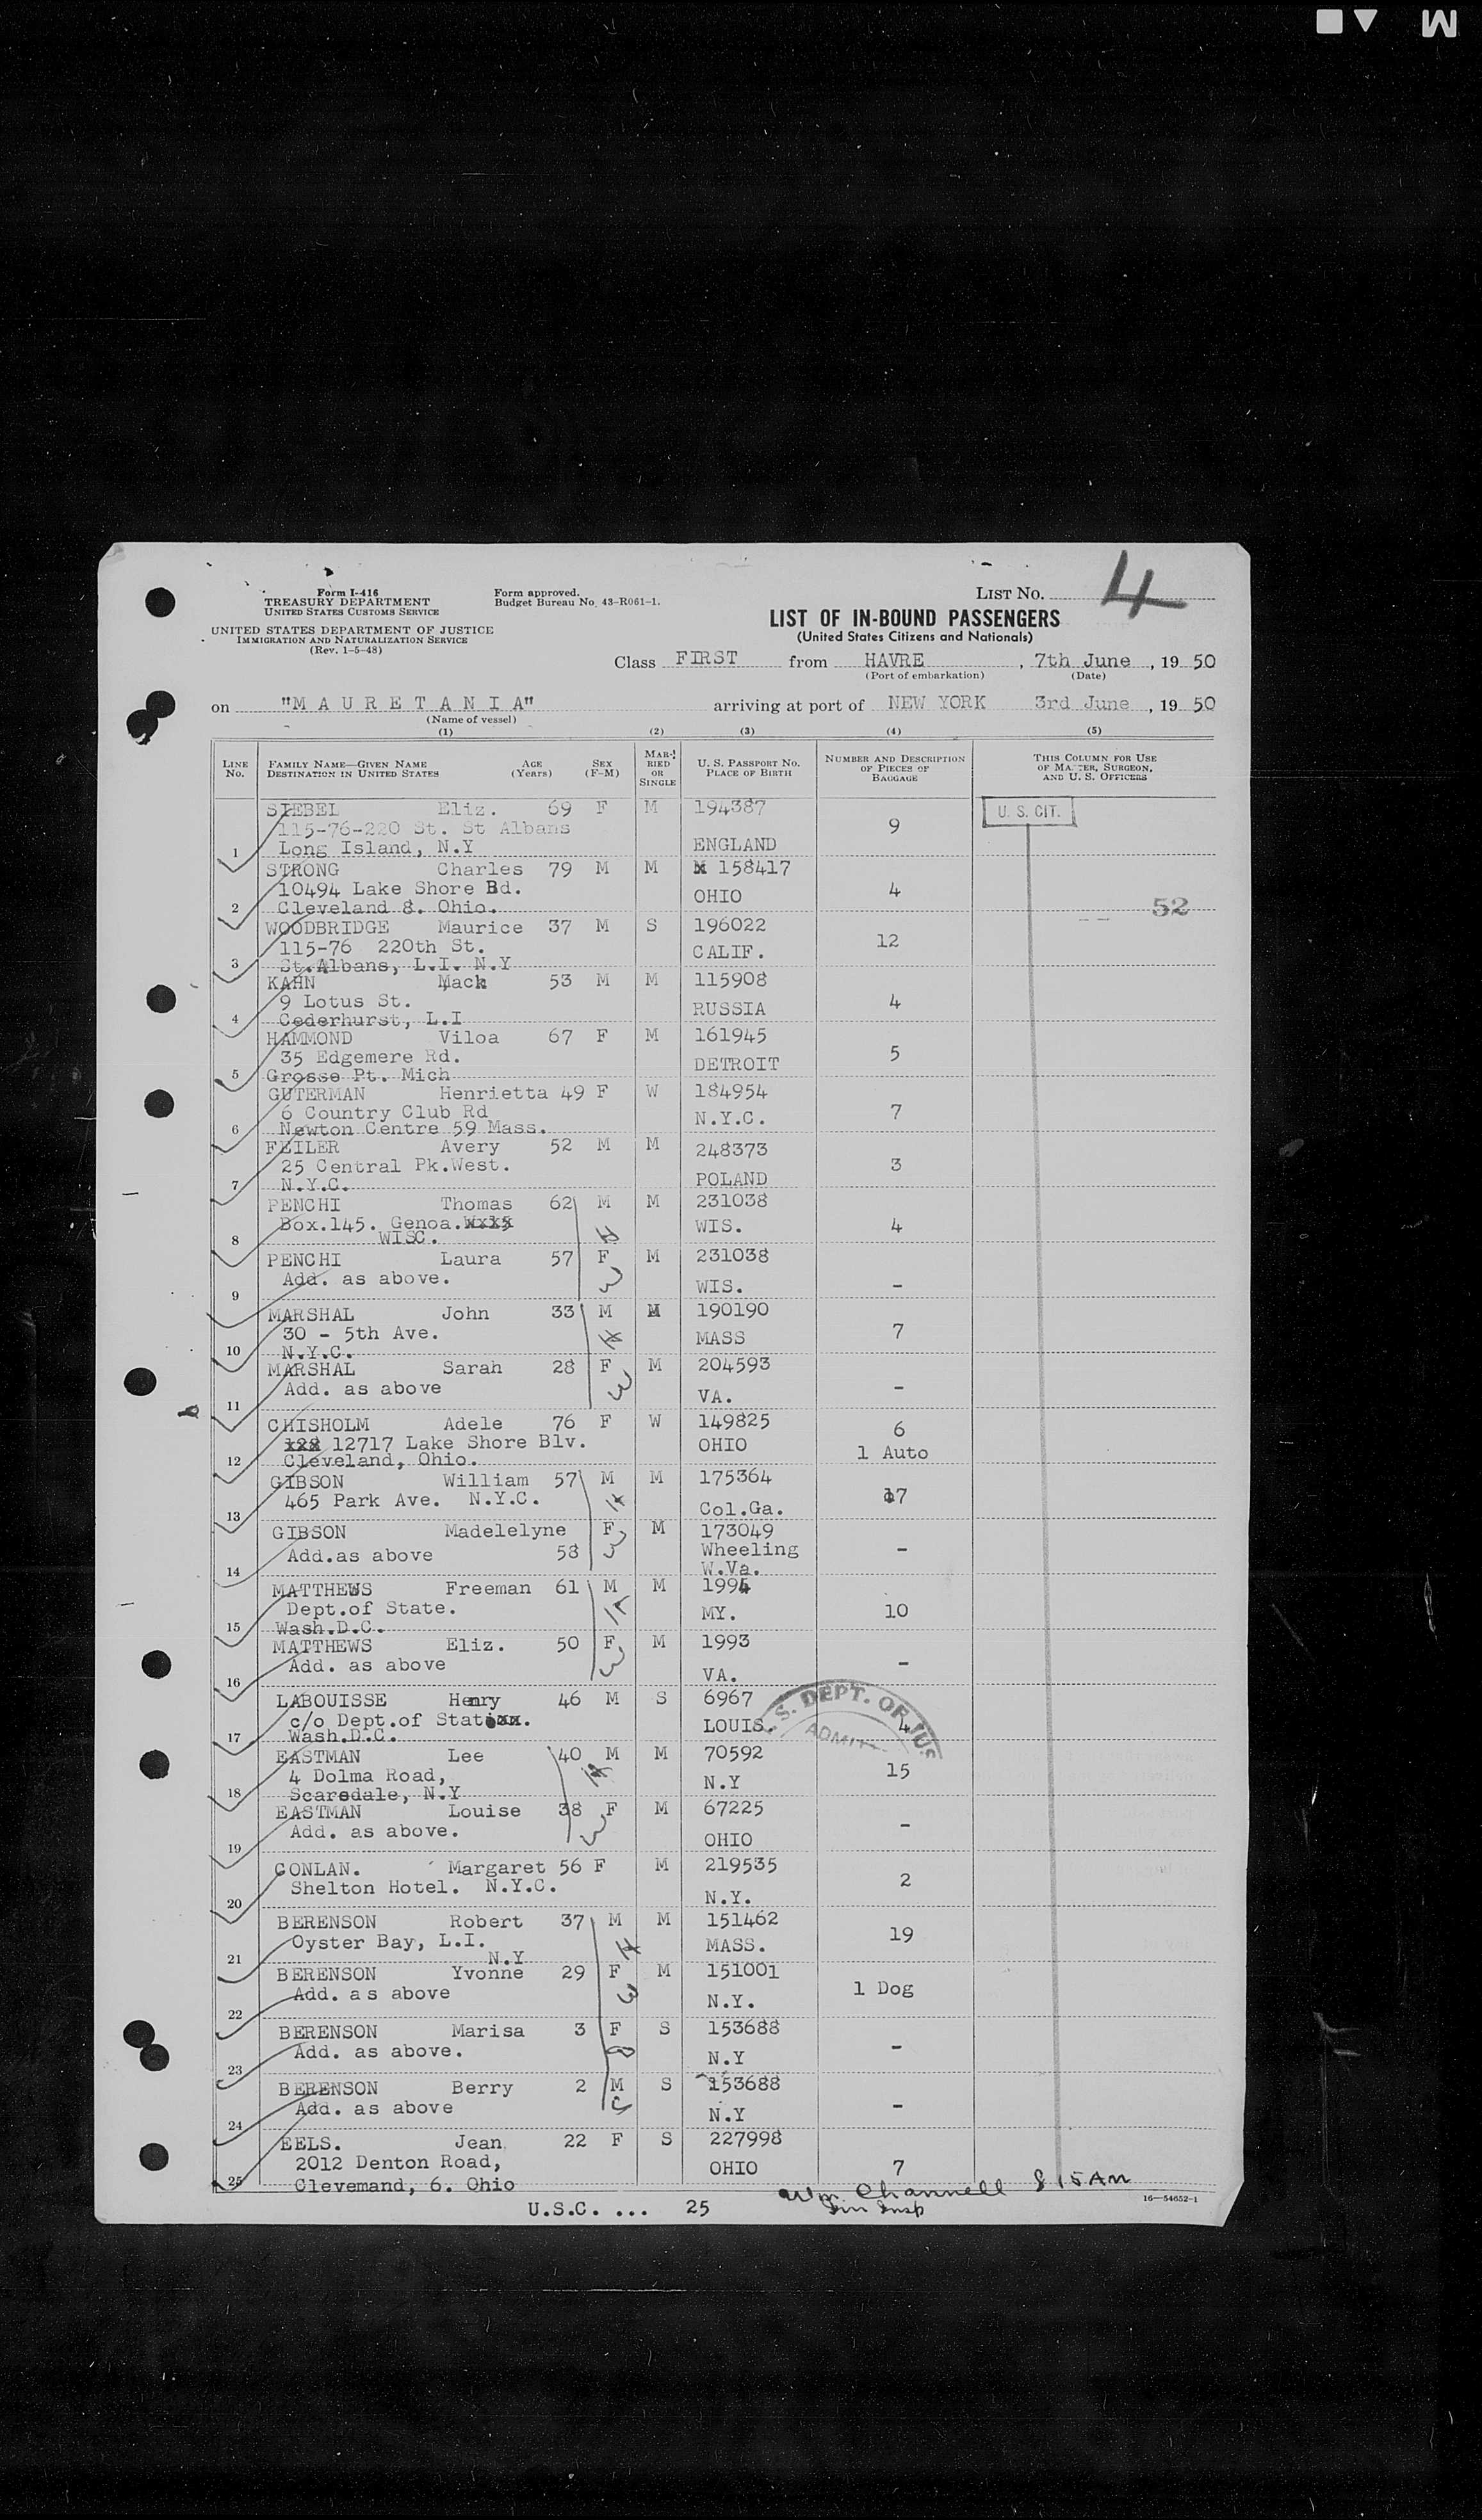 Form I-416
TREASURY DEPARTMENT
UNITED STATES CUSTOMS SERVICE
UNITED STATES DEPARTMENT OF JUSTICE
IMMIGRATION AND NATURALIZATION SERVICE
(Rev. 1-5-48)
Form approved.
Budget Bureau No. 43-R061-1.
LIST NO. 4
LIST OF IN-BOUND PASSENGERS
(United States Citizens and Nationals)
Class FIRST from HAVRE, 7th June, 19 50
(Port of embarkation) (Date)
on "M A U R E T A N I A" arriving at port of NEW YORK 3rd June, 19 50
(Name of vessel)
(1) (2) (3) (4) (5)
LINE No. FAMILY NAME—GIVEN NAME DESTINATION IN UNITED STATES AGE (Years) SEX (F-M) MARRIED OR SINGLE U. S. PASSPORT NO. PLACE OF BIRTH NUMBER AND DESCRIPTION OF PIECES OF BAGGAGE THIS COLUMN FOR USE OF MASTER, SURGEON, AND U. S. OFFICERS
SIEBEL Eliz. 69 F M 194387 U. S. CIT.
115-76-220 St. St Albans 9
1 Long Island, N.Y ENGLAND
STRONG Charles 79 M M 158417
10494 Lake Shore Bd. OHIO 4
2 Cleveland 8. Ohio. 52
WOODBRIDGE Maurice 37 M S 196022
115-76 220th St. CALIF. 12
3 St.Albans, L.I. N.Y
KAHN Mack 53 M M 115908
9 Lotus St. RUSSIA 4
4 Cederhurst, L.I
HAMMOND Viloa 67 F M 161945
35 Edgemere Rd. DETROIT 5
5 Grosse Pt. Mich
GUTERMAN Henrietta 49 F W 184954
6 Country Club Rd N.Y.C. 7
6 Newton Centre 59 Mass.
FEILER Avery 52 M M 248373
25 Central Pk.West. POLAND 3
7 N.Y.C.
PENCHI Thomas 62 M M 231038
Box.145. Genoa. WIS. 4
8 WISC. H
PENCHI Laura 57 F M 231038
Add. as above. W WIS. -
9
MARSHAL John 33 M M 190190
30 - 5th Ave. H MASS 7
10 N.Y.C.
MARSHAL Sarah 28 F M 204593
Add. as above W VA. -
11
CHISHOLM Adele 76 F W 149825 6
12717 Lake Shore Blv. OHIO 1 Auto
12 Cleveland, Ohio.
GIBSON William 57 M M 175364
465 Park Ave. N.Y.C. H Col.Ga. 17
13
GIBSON Madelelyne F M 173049
Add.as above 58 W Wheeling -
14 W.Va.
MATTHEWS Freeman 61 M M 1994
Dept.of State. H MY. 10
15 Wash.D.C.
MATTHEWS Eliz. 50 F M 1993
Add. as above W VA. -
16
LABOUISSE Henry 46 M S 6967
c/o Dept.of State. LOUIS. 4
17 Wash.D.C.
U.S. DEPT. OF JUS
ADMIT
EASTMAN Lee 40 M M 70592
4 Dolma Road, H N.Y 15
18 Scarsdale, N.Y
EASTMAN Louise 38 F M 67225
Add. as above. W OHIO -
19
CONLAN. Margaret 56 F M 219535
Shelton Hotel. N.Y.C. N.Y. 2
20
BERENSON Robert 37 M M 151462
Oyster Bay, L.I. H MASS. 19
21 N.Y
BERENSON Yvonne 29 F M 151001
Add. as above W N.Y. 1 Dog
22
BERENSON Marisa 3 F S 153688
Add. as above. D N.Y -
23
BERENSON Berry 2 M S 153688
Add. as above N.Y -
24
EELS. Jean 22 F S 227998
2012 Denton Road, OHIO 7
25 Clevemand, 6. Ohio
Wm Channell 8 15 AM
Imm Insp
U.S.C. ... 25
16—54652-1